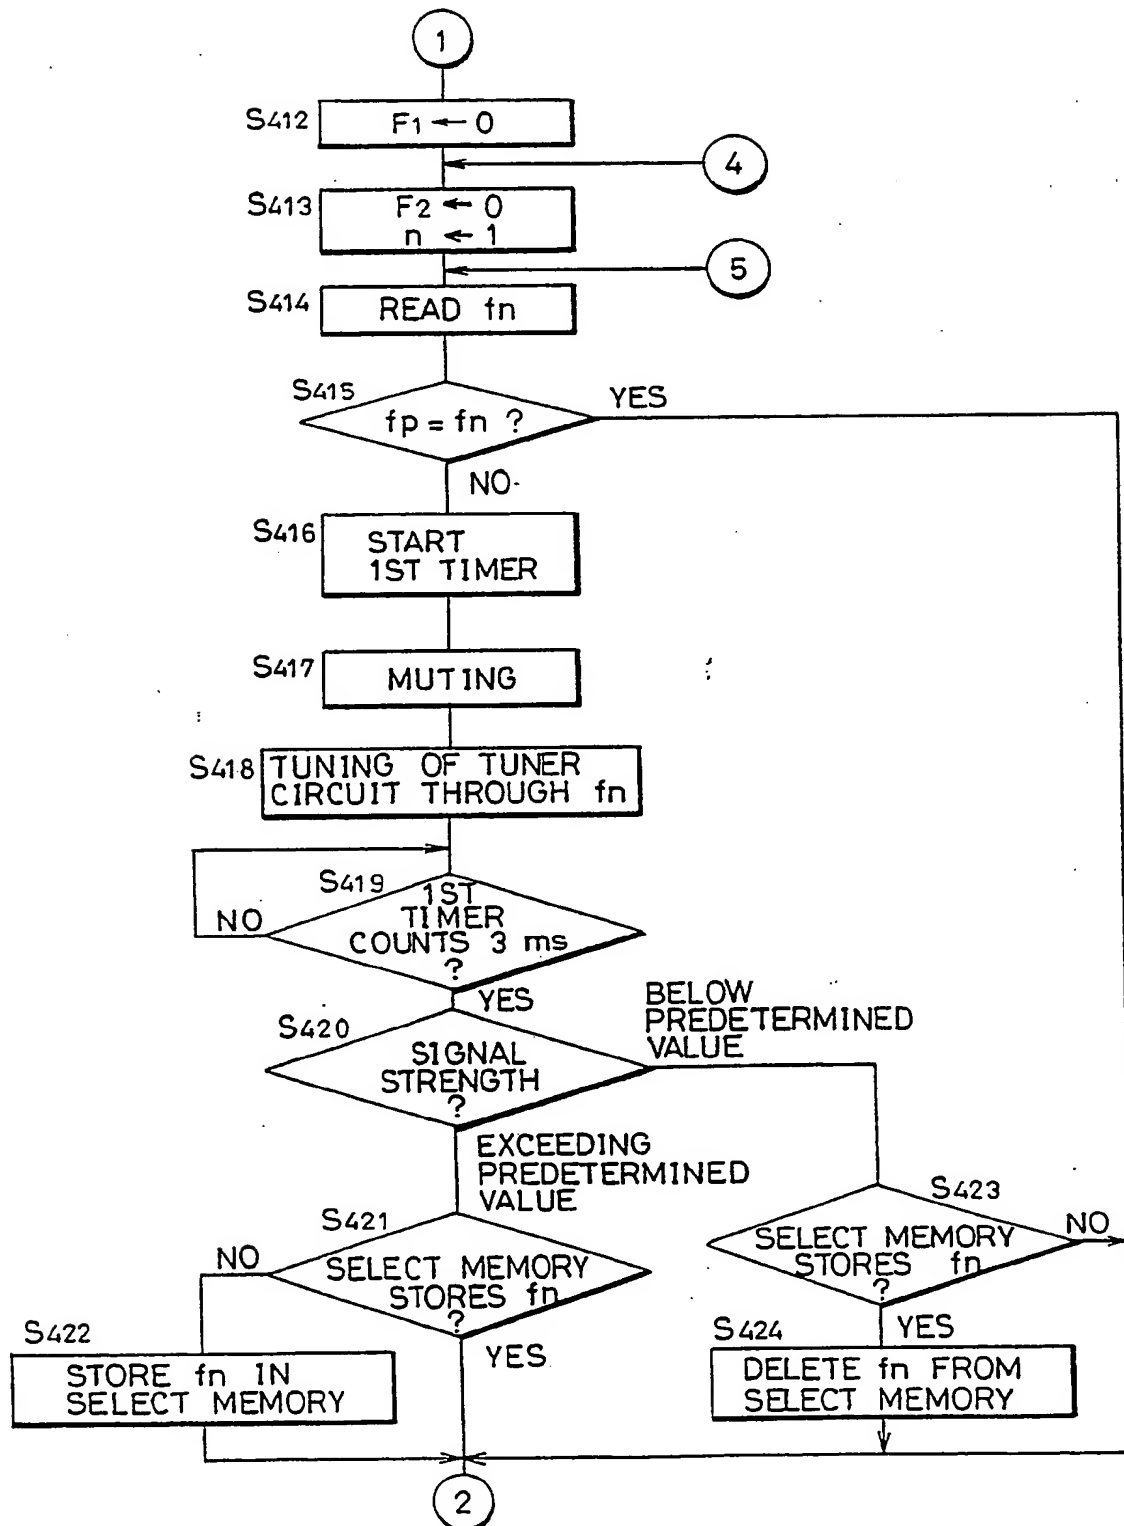 1
S412
F1 ← 0
4
S413
F2 ← 0
n ← 1
5
S414
READ fn
S415
fp = fn ?
YES
NO
S416
START
1ST TIMER
S417
MUTING
S418
TUNING OF TUNER
CIRCUIT THROUGH fn
S419
1ST
TIMER
COUNTS 3 ms
?
NO
YES
S420
SIGNAL
STRENGTH
?
BELOW
PREDETERMINED
VALUE
EXCEEDING
PREDETERMINED
VALUE
S421
NO
SELECT MEMORY
STORES fn
?
YES
S423
SELECT MEMORY
STORES fn
?
NO
YES
S422
STORE fn IN
SELECT MEMORY
S424
DELETE fn FROM
SELECT MEMORY
2